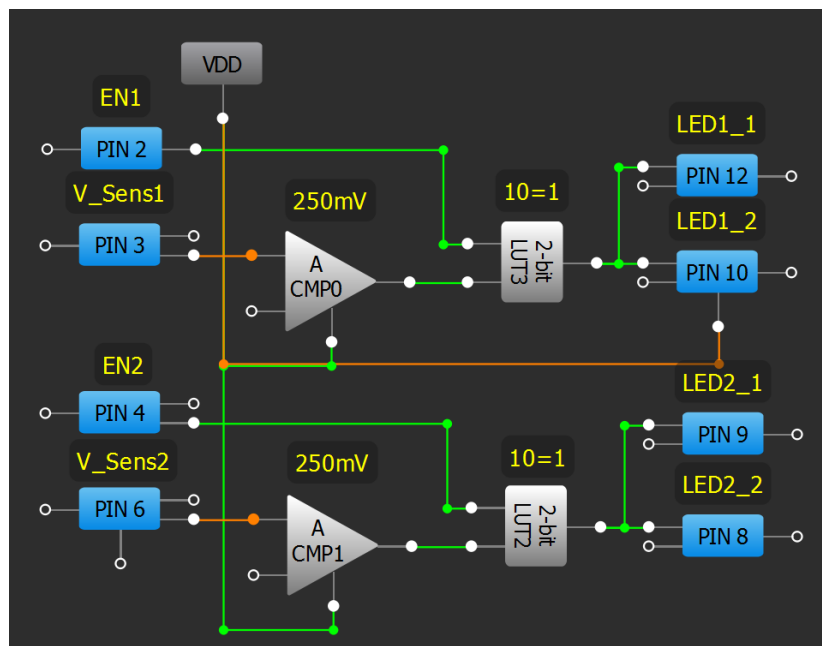 VDD
EN1
PIN 2
LED1_1
PIN 12
V_Sens1
PIN 3
250mV
A
CMP0
10=1
2-bit
LUT3
LED1_2
PIN 10
EN2
PIN 4
LED2_1
PIN 9
V_Sens2
PIN 6
250mV
A
CMP1
10=1
2-bit
LUT2
LED2_2
PIN 8